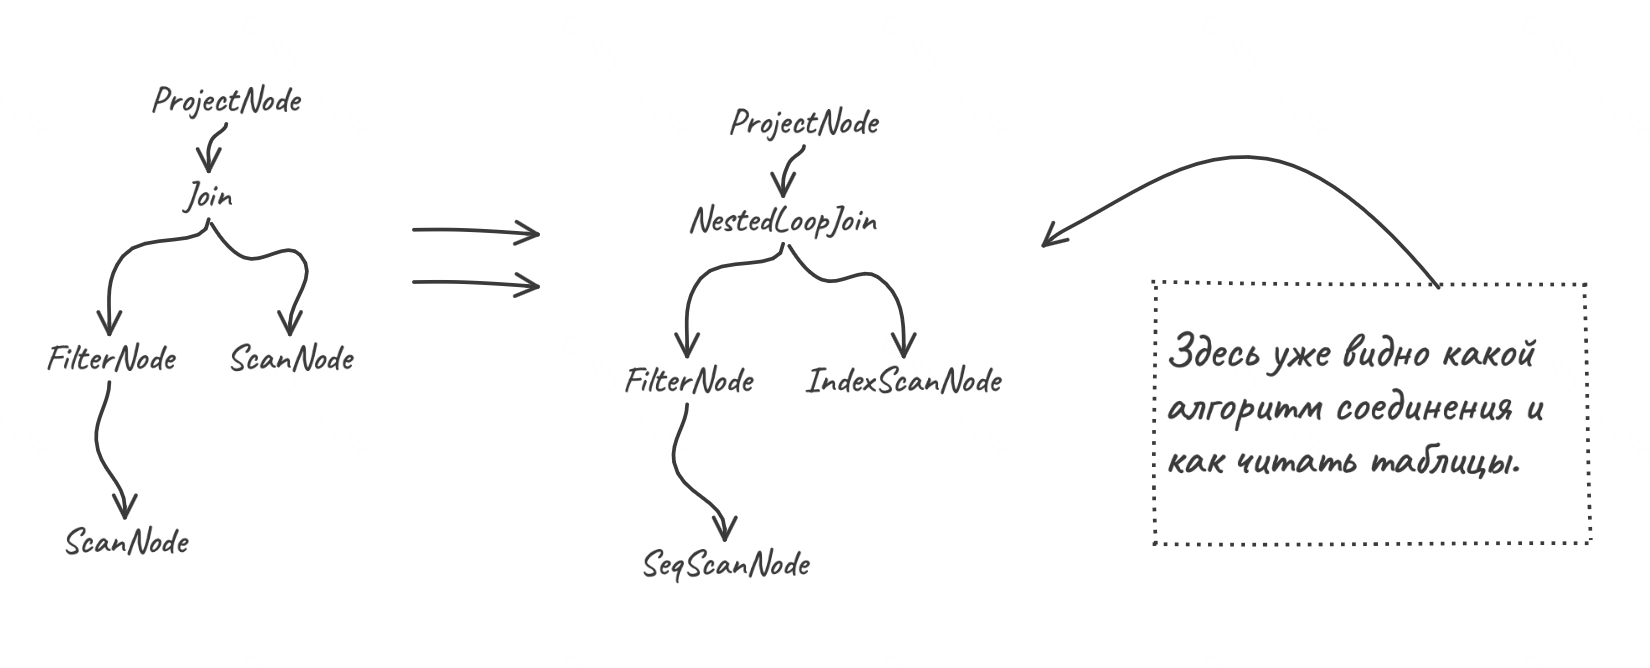 ProjectNode
Join
FilterNode
ScanNode
ScanNode
ProjectNode
NestedLoopJoin
FilterNode
IndexScanNode
SeqScanNode
Здесь уже видно какой
алгоритм соединения и
как читать таблицы.